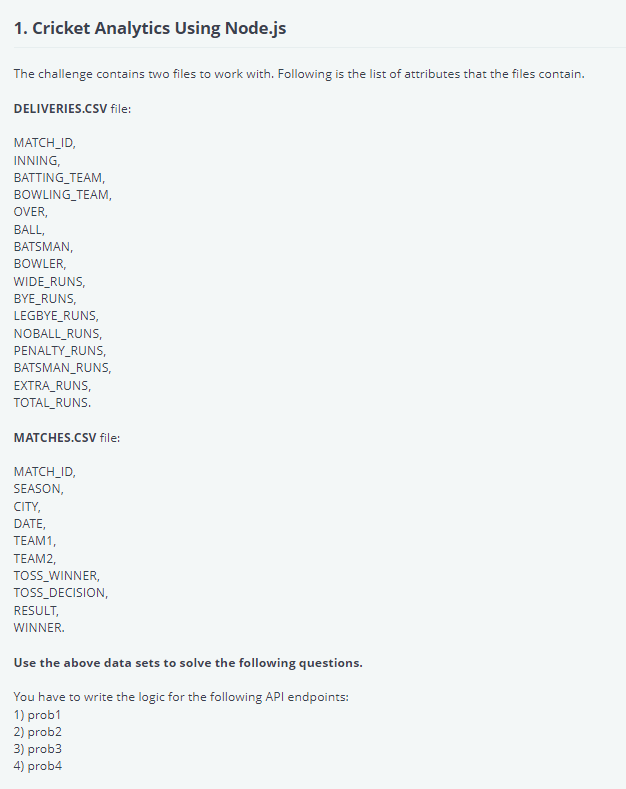 1. Cricket Analytics Using Node.js
The challenge contains two files to work with. Following is the list of attributes that the files contain.
DELIVERIES.CSV file:
MATCH_ID,
INNING,
BATTING_TEAM,
BOWLING_TEAM,
OVER,
BALL,
BATSMAN,
BOWLER,
WIDE_RUNS,
BYE_RUNS,
LEGBYE_RUNS,
NOBALL_RUNS,
PENALTY_RUNS,
BATSMAN_RUNS,
EXTRA_RUNS,
TOTAL_RUNS.
MATCHES.CSV file:
MATCH_ID,
SEASON,
CITY,
DATE,
TEAM1,
TEAM2,
TOSS_WINNER,
TOSS_DECISION,
RESULT,
WINNER.
Use the above data sets to solve the following questions.
You have to write the logic for the following API endpoints:
1) prob1
2) prob2
3) prob3
4) prob4